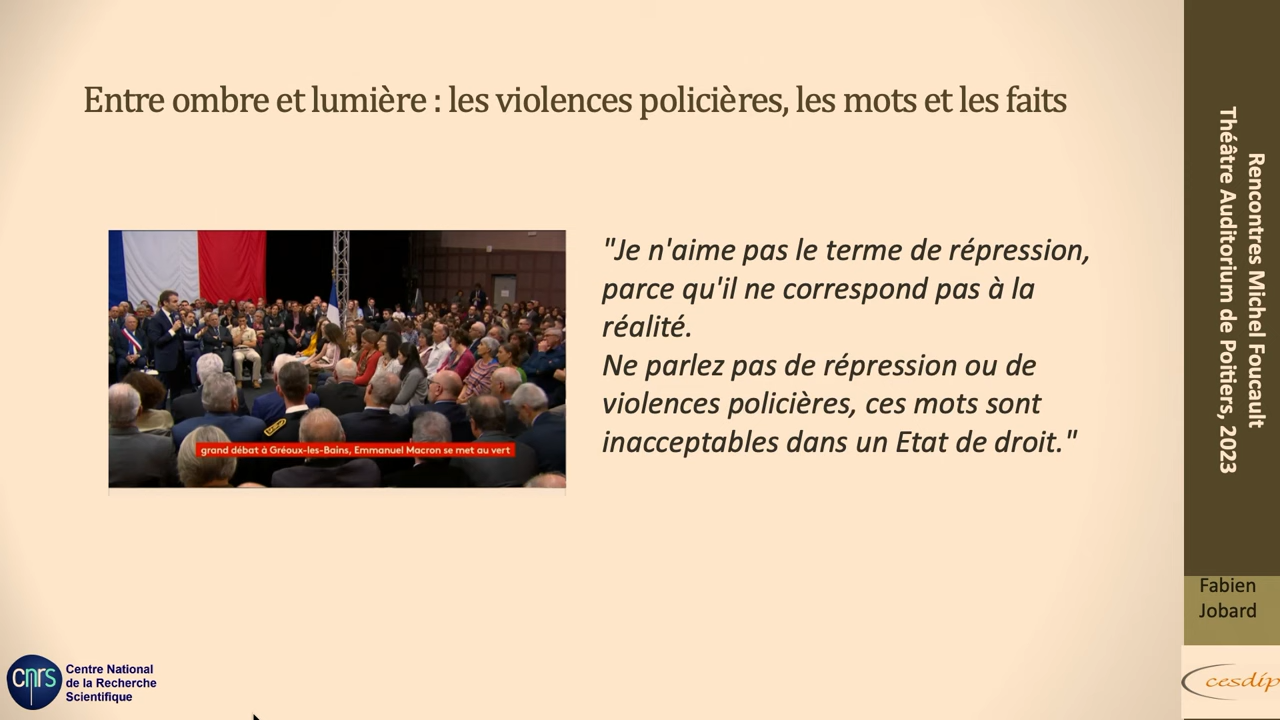 Entre ombre et lumière : les violences policières, les mots et les faits
grand débat à Gréoux-les-Bains, Emmanuel Macron se met au vert
"Je n'aime pas le terme de répression,
parce qu'il ne correspond pas à la
réalité.
Ne parlez pas de répression ou de
violences policières, ces mots sont
inacceptables dans un Etat de droit."
Rencontres Michel Foucault
Théâtre Auditorium de Poitiers, 2023
Fabien
Jobard
cnrs
Centre National
de la Recherche
Scientifique
cesdip